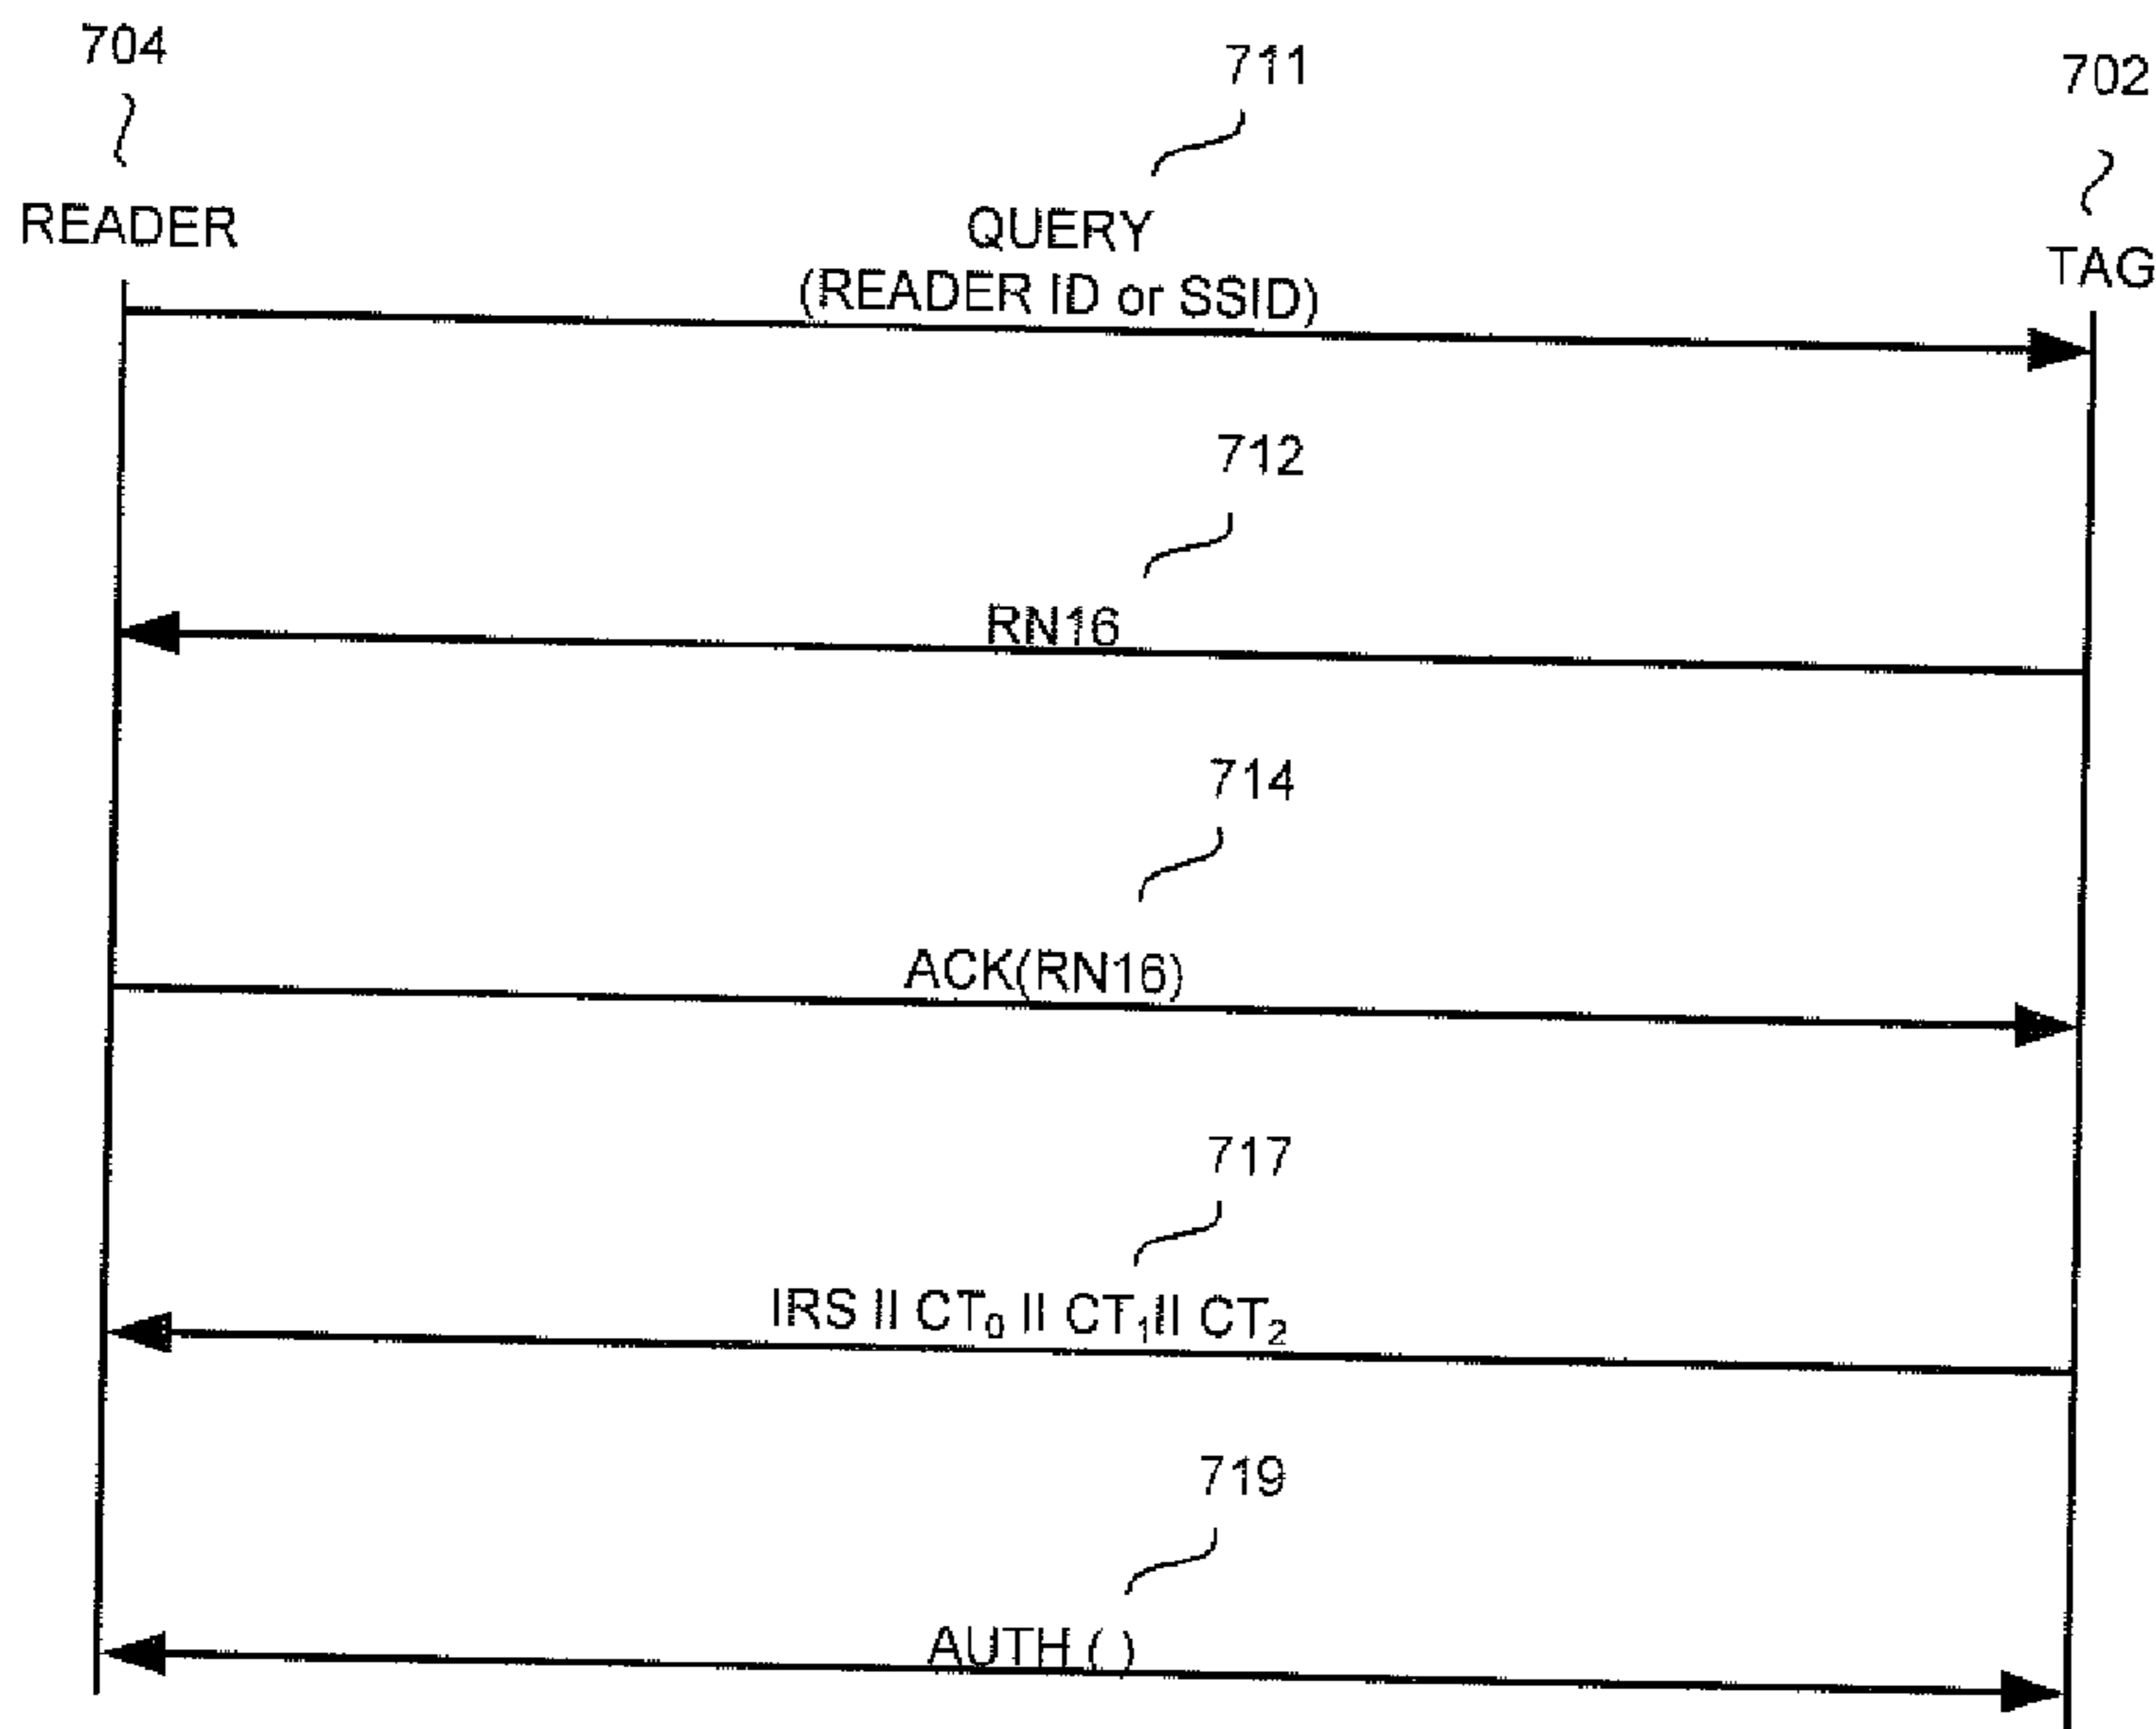 704
711
702
READER
QUERY
(READER ID or SSID)
TAG
712
RN16
714
ACK(RN16)
717
IRS II CT₀ II CT₁II CT₂
719
AUTH ( )